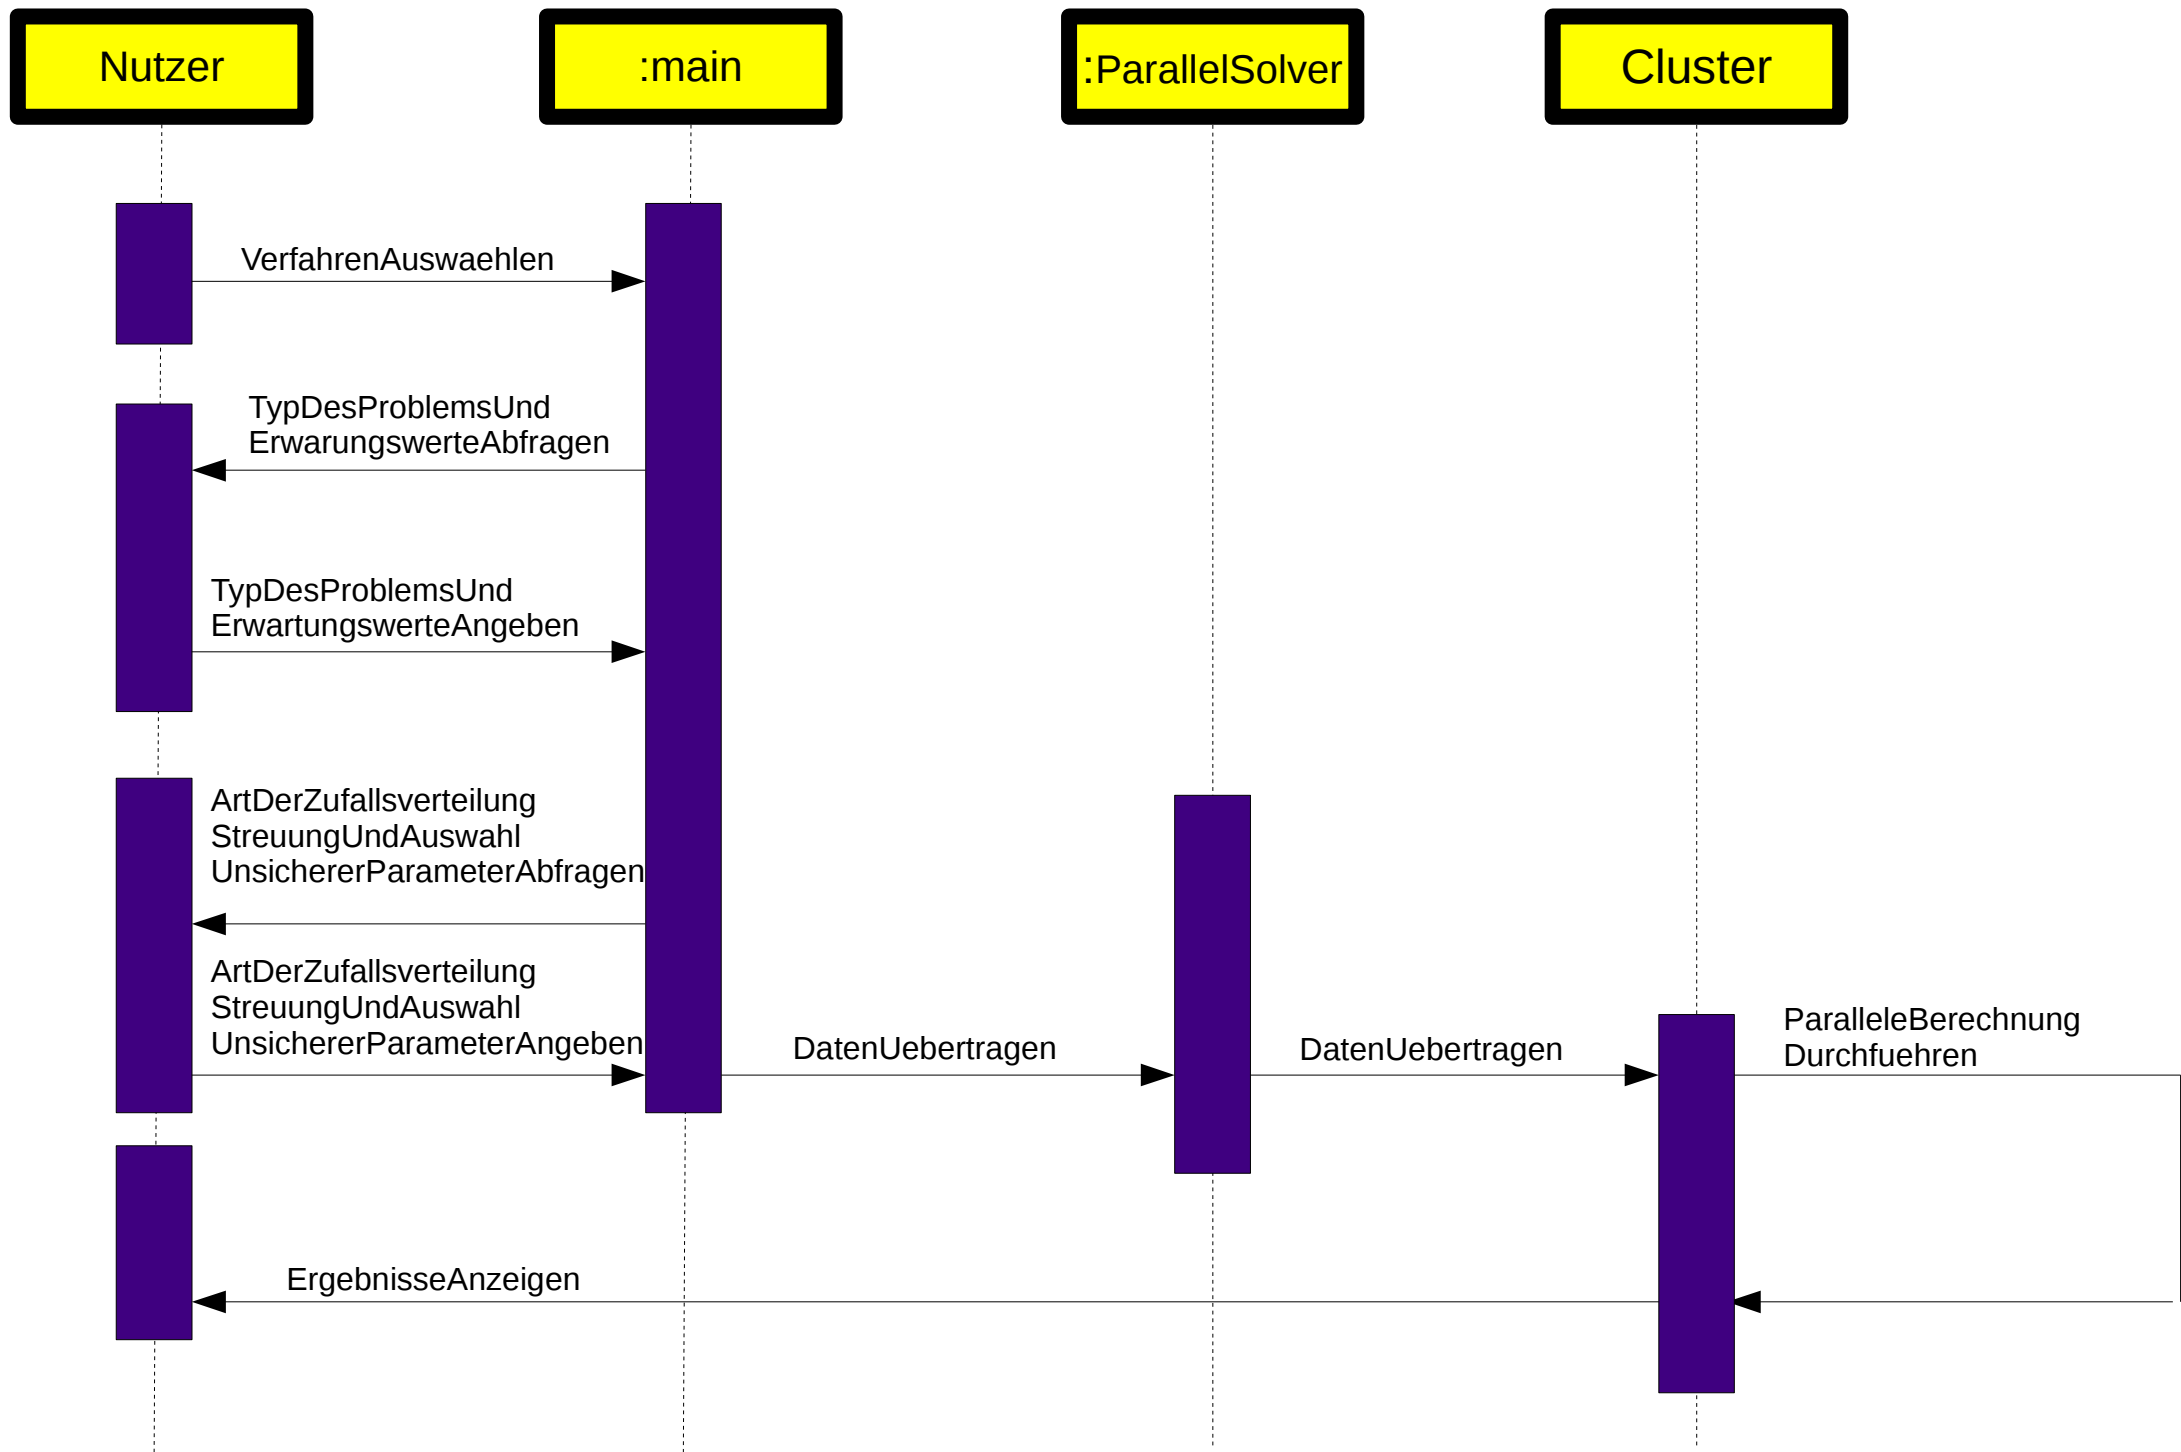 Nutzer
:main
:ParallelSolver
Cluster
VerfahrenAuswaehlen
TypDesProblemsUnd
ErwarungswerteAbfragen
TypDesProblemsUnd
ErwartungswerteAngeben
ArtDerZufallsverteilung
StreuungUndAuswahl
UnsichererParameterAbfragen
ArtDerZufallsverteilung
StreuungUndAuswahl
UnsichererParameterAngeben
DatenUebertragen
DatenUebertragen
ParalleleBerechnung
Durchfuehren
ErgebnisseAnzeigen